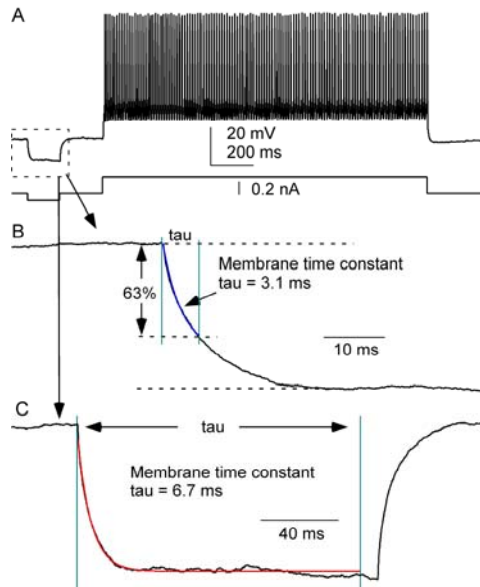 A
20 mV
200 ms
0.2 nA
B
tau
63%
Membrane time constant
tau = 3.1 ms
10 ms
C
tau
Membrane time constant
tau = 6.7 ms
40 ms